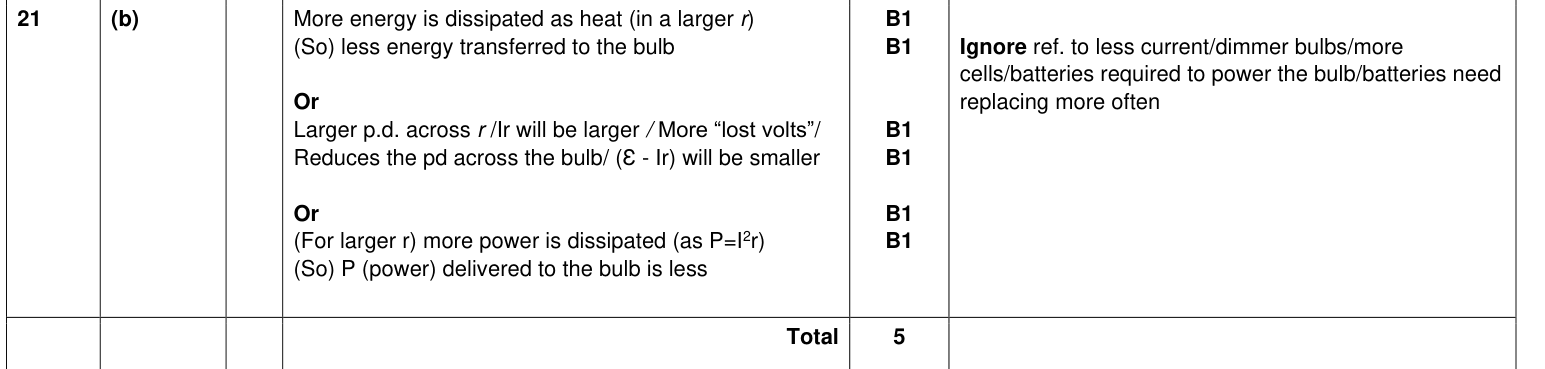 21 (b) More energy is dissipated as heat (in a larger r) B1
(So) less energy transferred to the bulb B1 Ignore ref. to less current/dimmer bulbs/more
cells/batteries required to power the bulb/batteries need
Or replacing more often
Larger p.d. across r /Ir will be larger / More “lost volts”/ B1
Reduces the pd across the bulb/ (Ɛ - Ir) will be smaller B1
Or B1
(For larger r) more power is dissipated (as P=I²r) B1
(So) P (power) delivered to the bulb is less
Total 5